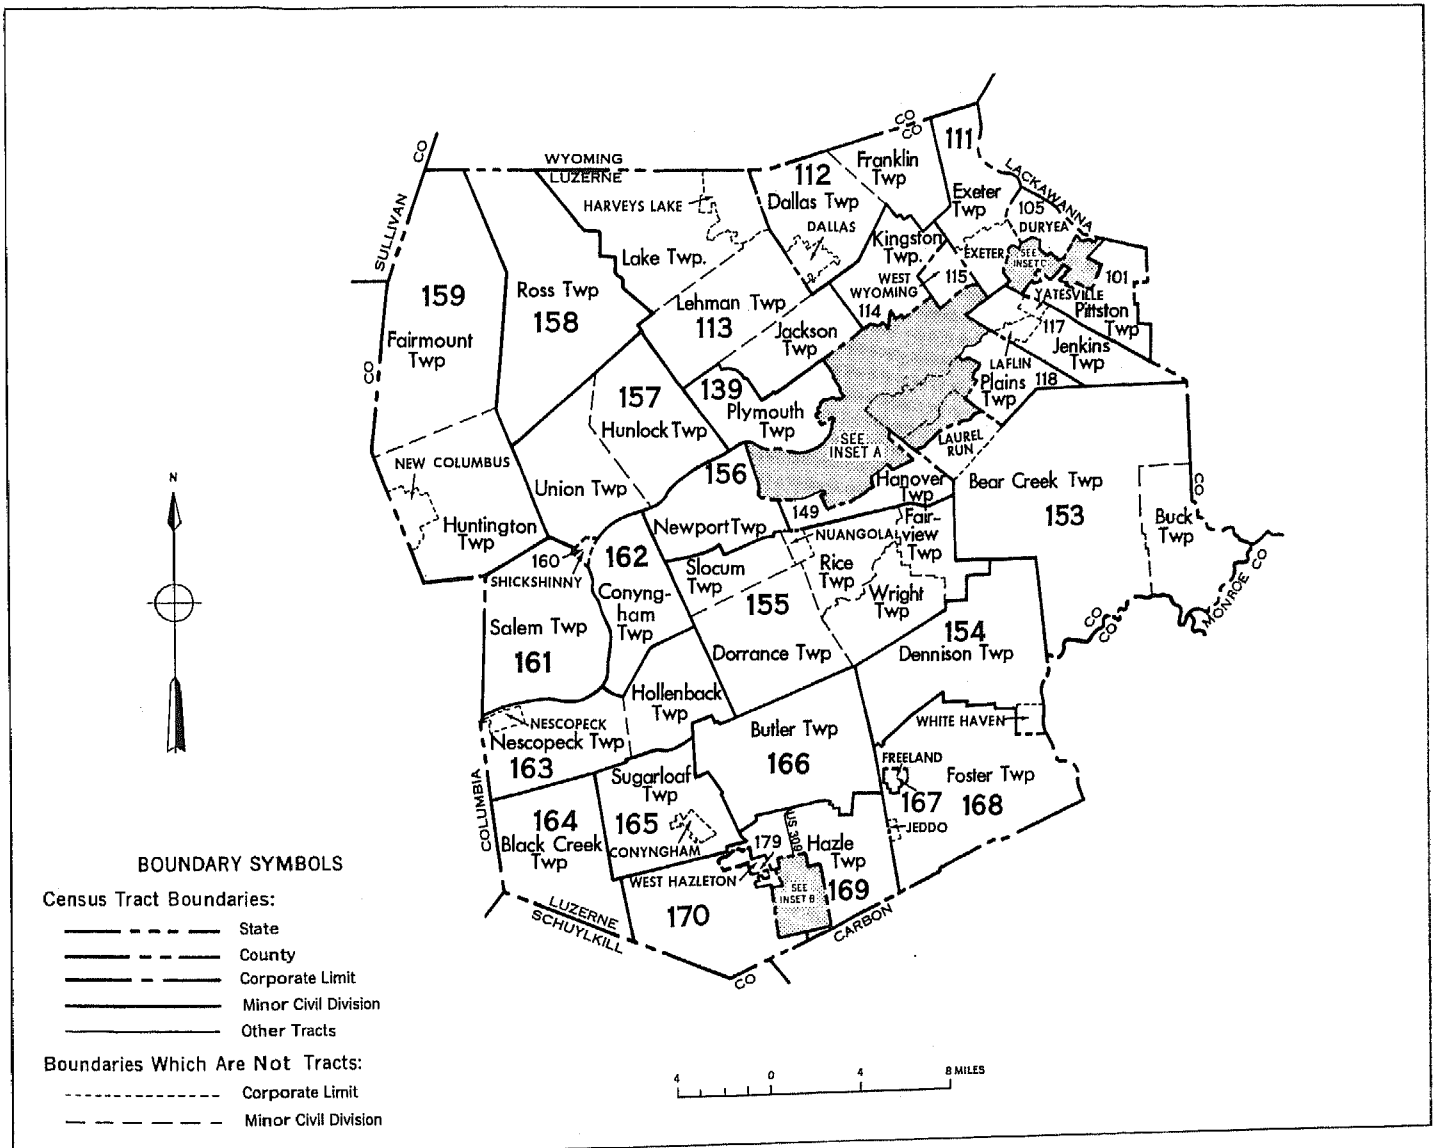 CO
CO
CO
WYOMING
LUZERNE
SULLIVAN
CO
111
112
Dallas Twp
Franklin
Twp
LACKAWANNA
Exeter
Twp
105
DURYEA
HARVEYS LAKE
DALLAS
Kingston
Twp.
EXETER
SEE
INSET C
101
Lake Twp.
WEST
WYOMING
115
114
YATESVILLE
Pittston
Twp
159
Fairmount
Twp
Ross Twp
158
Lehman Twp
113
Jackson
Twp
117
Jenkins
Twp
LAFLIN
Plains
Twp
118
157
Hunlock Twp
139
Plymouth
Twp
SEE
INSET A
LAUREL
RUN
NEW COLUMBUS
Huntington
Twp
Union Twp
156
Newport Twp
149
Hanover
Twp
Bear Creek Twp
153
CO
Buck
Twp
160
SHICKSHINNY
162
Conyng-
ham
Twp
Slocum
Twp
NUANGOLA
Fair-
view
Twp
Rice
Twp
Wright
Twp
155
MONROE CO
CO
CO
Salem Twp
161
Dorrance Twp
154
Dennison Twp
Hollenback
Twp
WHITE HAVEN
NESCOPECK
Nescopeck Twp
163
Butler Twp
166
FREELAND
Foster Twp
167
168
Sugarloaf
Twp
165
CONYNGHAM
COLUMBIA
164
Black Creek
Twp
JEDDO
US 309
179
Hazle
Twp
169
WEST HAZLETON
SEE
INSET B
170
LUZERNE
SCHUYLKILL
CARBON
CO
N
BOUNDARY SYMBOLS
Census Tract Boundaries:
State
County
Corporate Limit
Minor Civil Division
Other Tracts
Boundaries Which Are Not Tracts:
Corporate Limit
Minor Civil Division
4 0 4 8 MILES